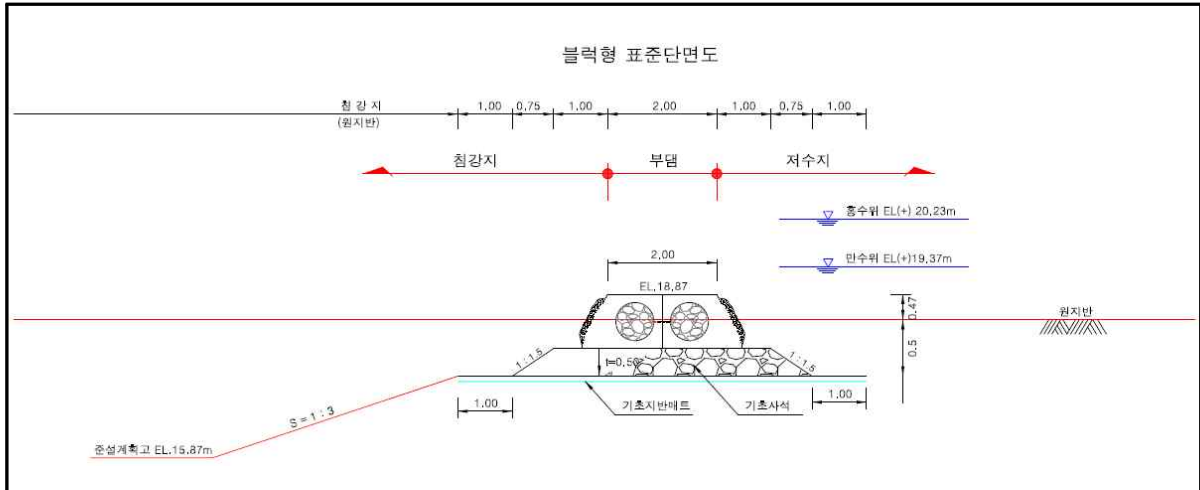 블럭형 표준단면도
침강지
(원지반)
1.00 0.75 1.00 2.00 1.00 0.75 1.00
침강지 부댐 저수지
홍수위 EL(+) 20.23m
만수위 EL(+)19.37m
2.00
EL.18.87
0.47
원지반
0.5
1:1.5
t=0.50
1:1.5
1.00
기초지반매트
기초사석
1.00
S=1:3
준설계획고 EL.15.87m